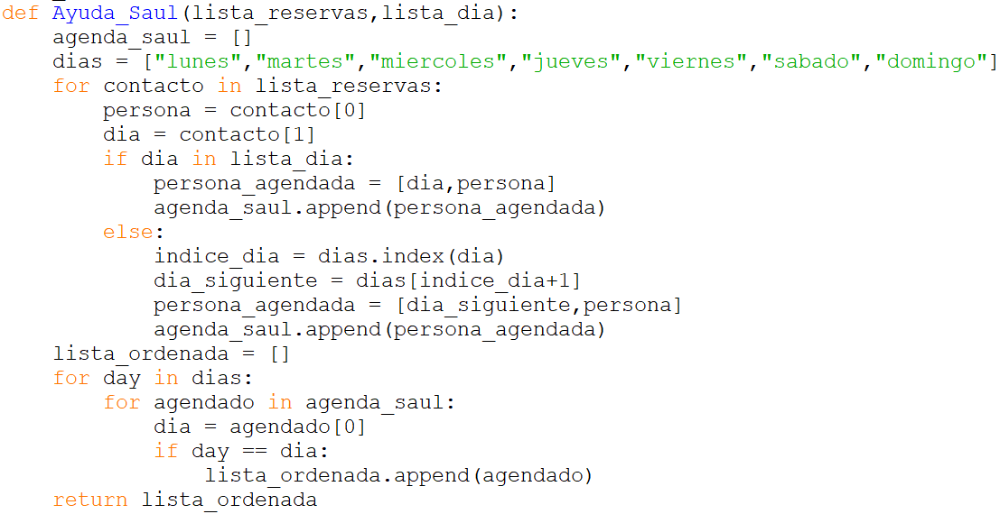 def Ayuda_Saul(lista_reservas,lista_dia):
    agenda_saul = []
    dias = ["lunes","martes","miercoles","jueves","viernes","sabado","domingo"]
    for contacto in lista_reservas:
        persona = contacto[0]
        dia = contacto[1]
        if dia in lista_dia:
            persona_agendada = [dia,persona]
            agenda_saul.append(persona_agendada)
        else:
            indice_dia = dias.index(dia)
            dia_siguiente = dias[indice_dia+1]
            persona_agendada = [dia_siguiente,persona]
            agenda_saul.append(persona_agendada)
    lista_ordenada = []
    for day in dias:
        for agendado in agenda_saul:
            dia = agendado[0]
            if day == dia:
                lista_ordenada.append(agendado)
    return lista_ordenada